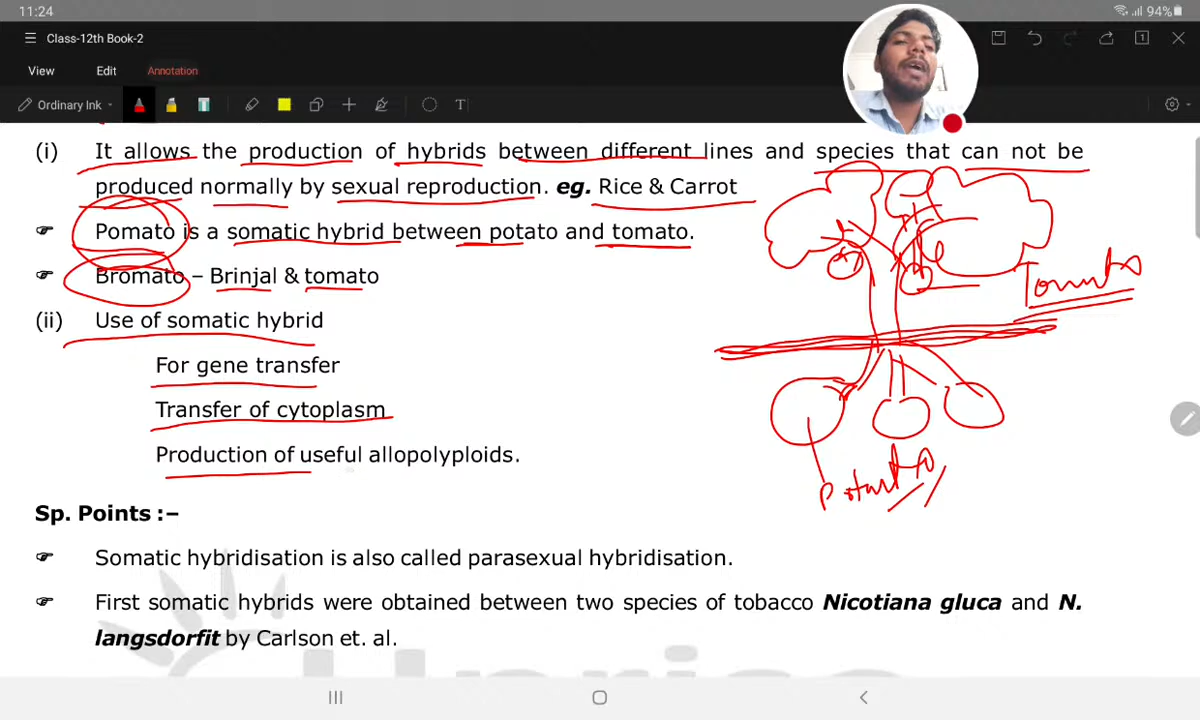 11:24
94%
Class-12th Book-2
1
View Edit Annotation
Ordinary Ink
T
(i) It allows the production of hybrids between different lines and species that can not be
produced normally by sexual reproduction. eg. Rice & Carrot
☞ Pomato is a somatic hybrid between potato and tomato.
☞ Bromato – Brinjal & tomato
Tomato
(ii) Use of somatic hybrid
For gene transfer
Transfer of cytoplasm
Production of useful allopolyploids.
Potato
Sp. Points :–
☞ Somatic hybridisation is also called parasexual hybridisation.
☞ First somatic hybrids were obtained between two species of tobacco Nicotiana gluca and N.
langsdorfit by Carlson et. al.